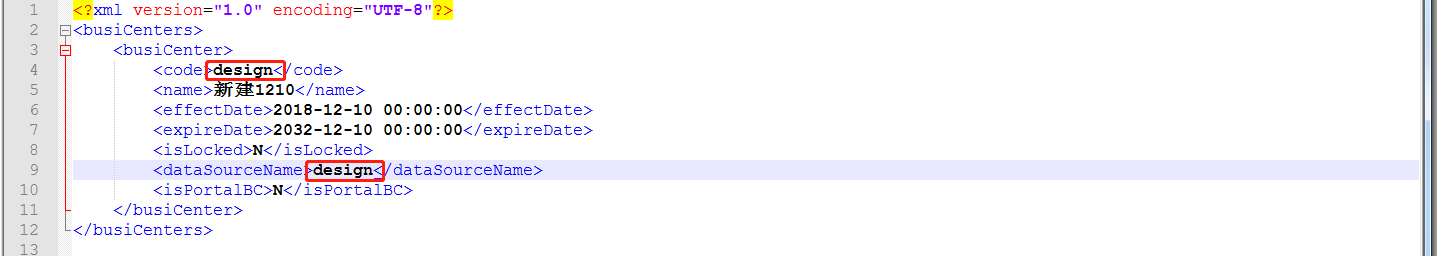 1 <?xml version="1.0" encoding="UTF-8"?>
2 <busiCenters>
3 <busiCenter>
4 <code>design</code>
5 <name>新建1210</name>
6 <effectDate>2018-12-10 00:00:00</effectDate>
7 <expireDate>2032-12-10 00:00:00</expireDate>
8 <isLocked>N</isLocked>
9 <dataSourceName>design</dataSourceName>
10 <isPortalBC>N</isPortalBC>
11 </busiCenter>
12 </busiCenters>
13